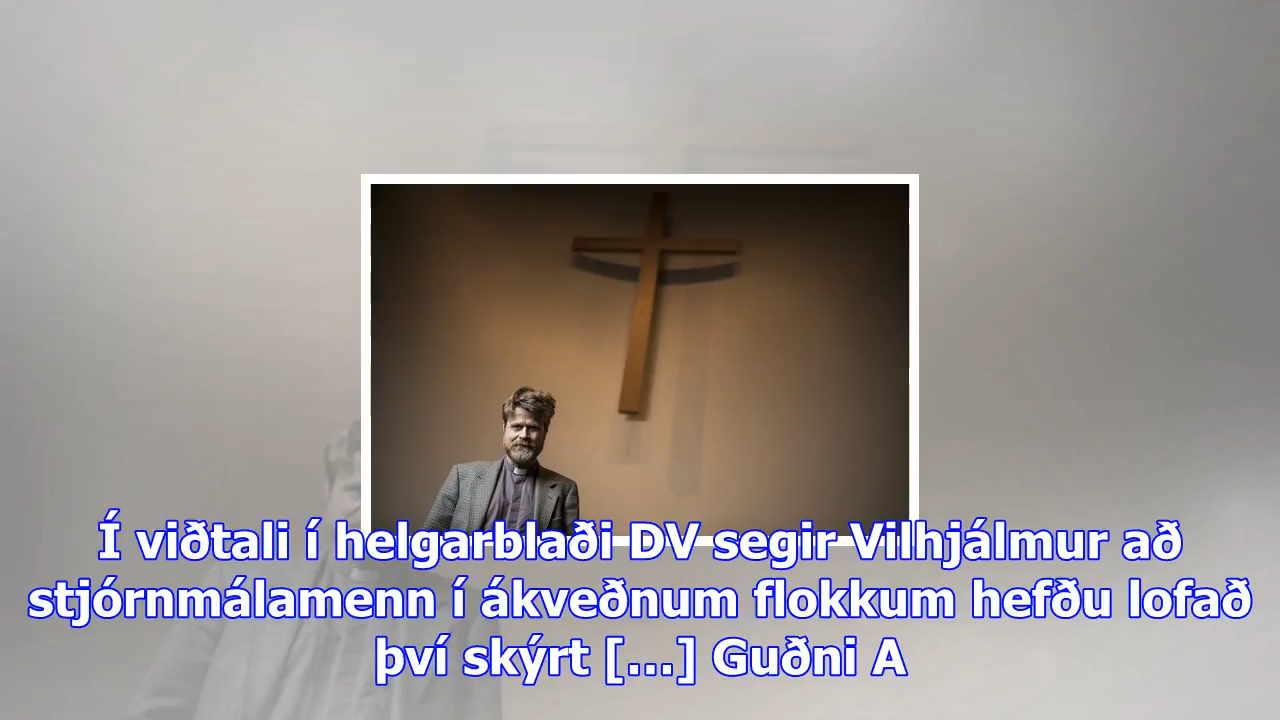 Í viðtali í helgarblaði DV segir Vilhjálmur að
stjórnmálamenn í ákveðnum flokkum hefðu lofað
því skýrt [...] Guðni A